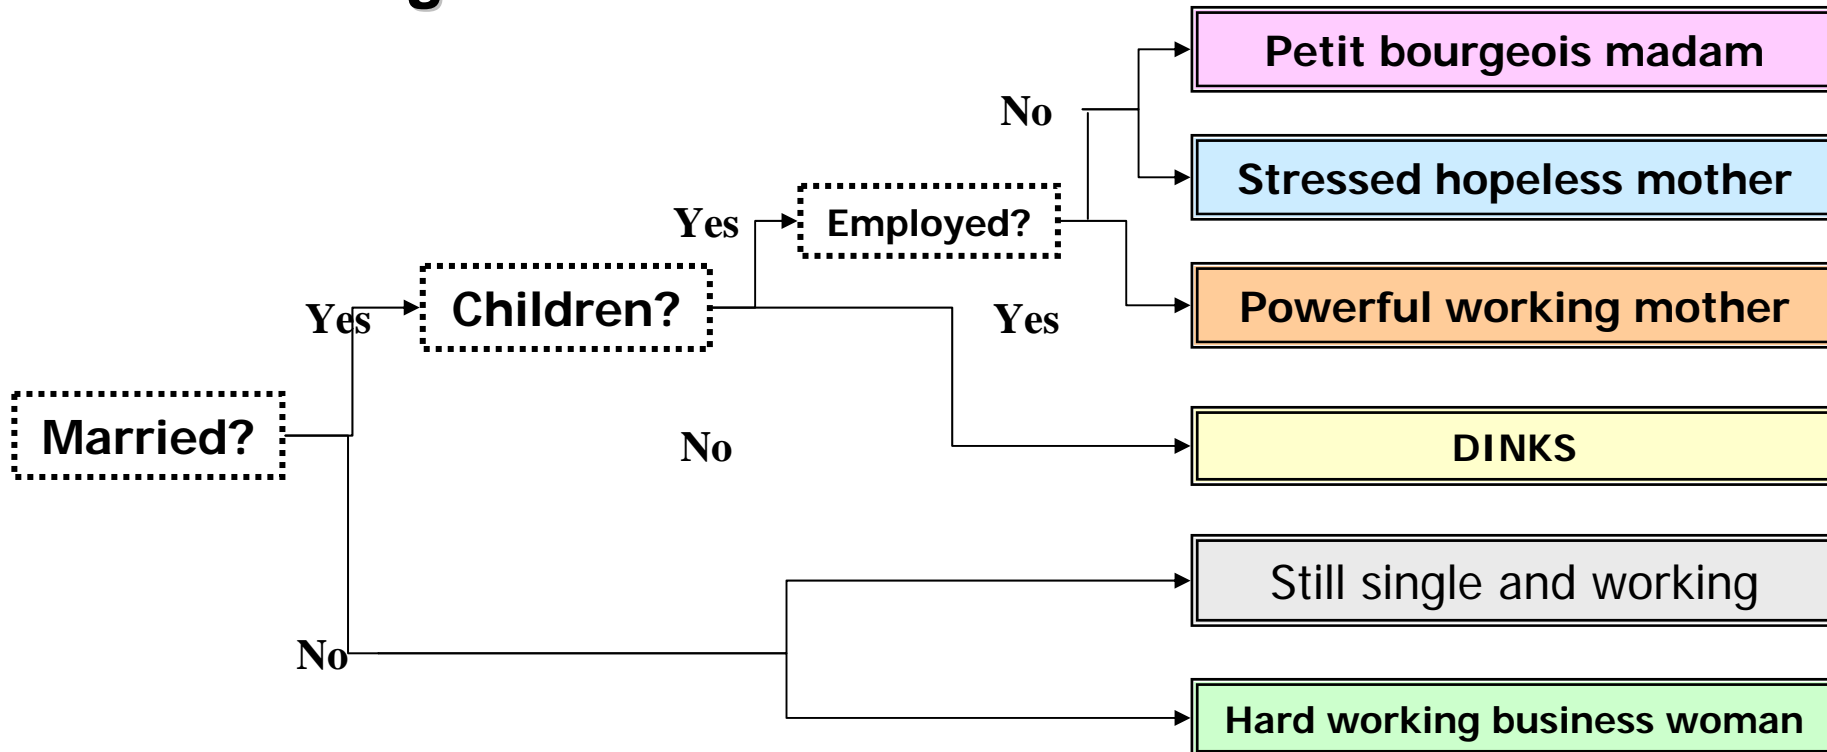 Petit bourgeois madam
No
Stressed hopeless mother
Yes
Employed?
Yes
Children?
Yes
Powerful working mother
Married?
No
DINKS
Still single and working
No
Hard working business woman